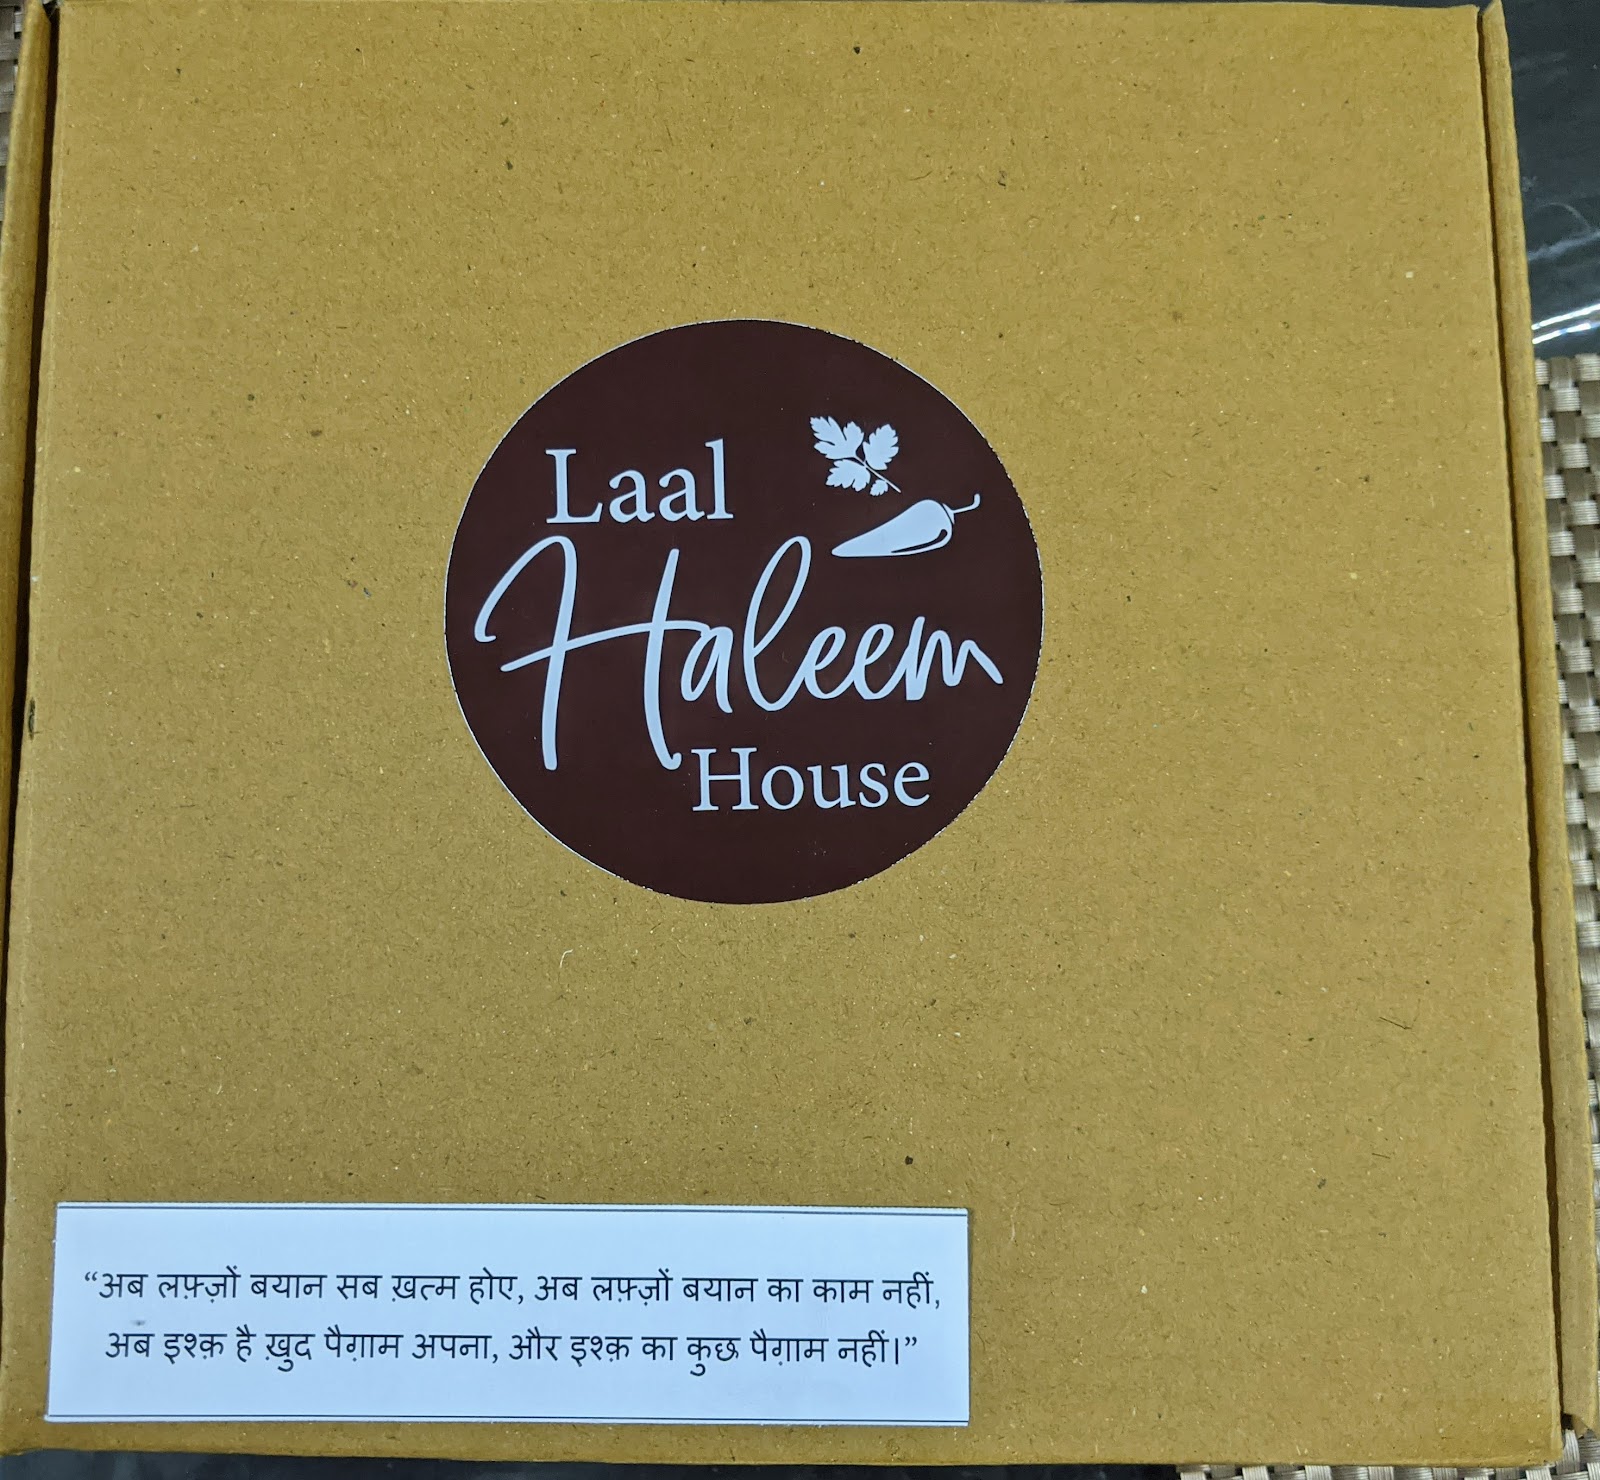 Laal
Haleem
House
“अब लफ़्ज़ों बयान सब ख़त्म होए, अब लफ़्ज़ों बयान का काम नहीं,
अब इश्क़ है ख़ुद पैग़ाम अपना, और इश्क़ का कुछ पैग़ाम नहीं।”